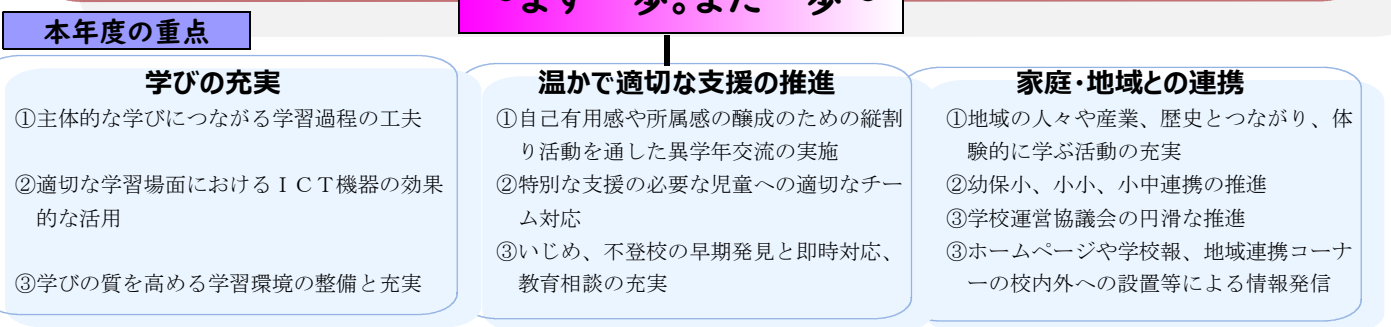 本年度の重点
学びの充実
①主体的な学びにつながる学習過程の工夫
②適切な学習場面におけるＩＣＴ機器の効果
的な活用
③学びの質を高める学習環境の整備と充実
温かで適切な支援の推進
①自己有用感や所属感の醸成のための縦割
り活動を通した異学年交流の実施
②特別な支援の必要な児童への適切なチー
ム対応
③いじめ、不登校の早期発見と即時対応、
教育相談の充実
家庭・地域との連携
①地域の人々や産業、歴史とつながり、体
験的に学ぶ活動の充実
②幼保小、小小、小中連携の推進
③学校運営協議会の円滑な推進
③ホームページや学校報、地域連携コーナ
ーの校内外への設置等による情報発信